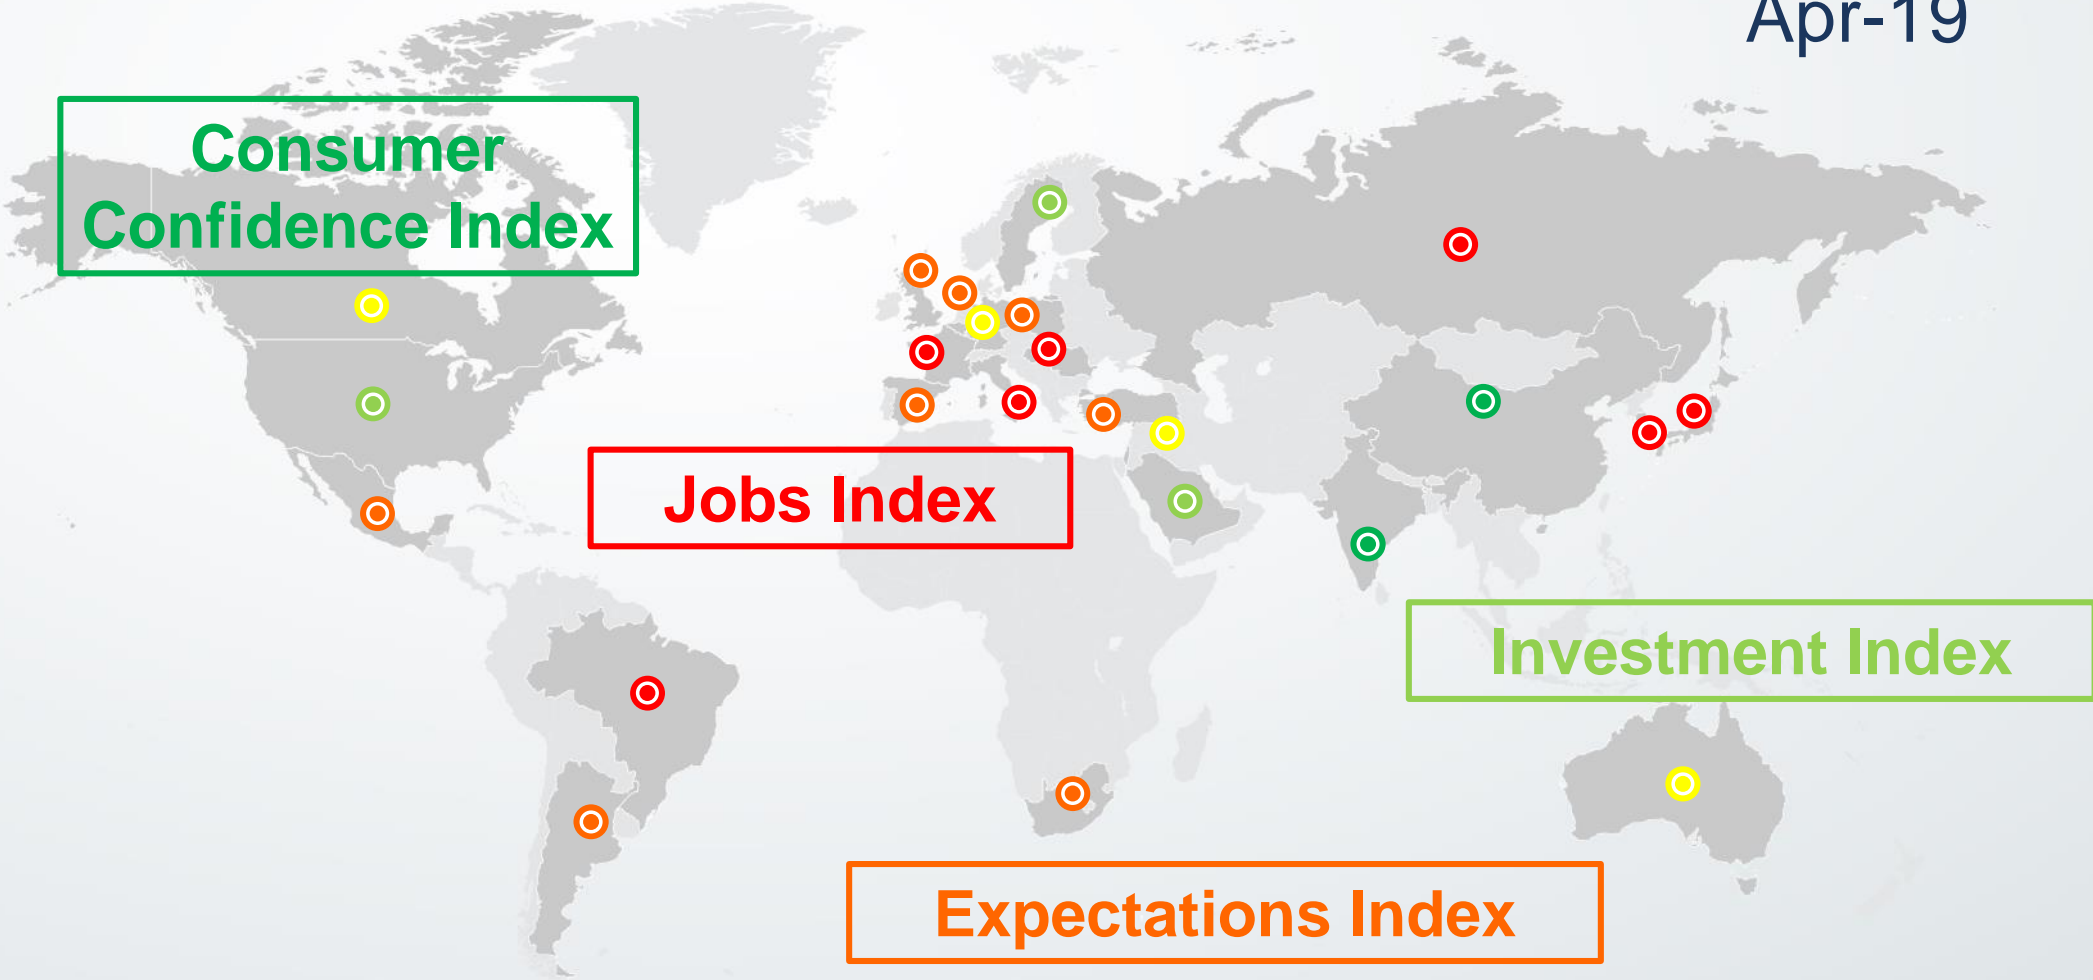 Apr-19
Consumer
Confidence Index
Jobs Index
Investment Index
Expectations Index